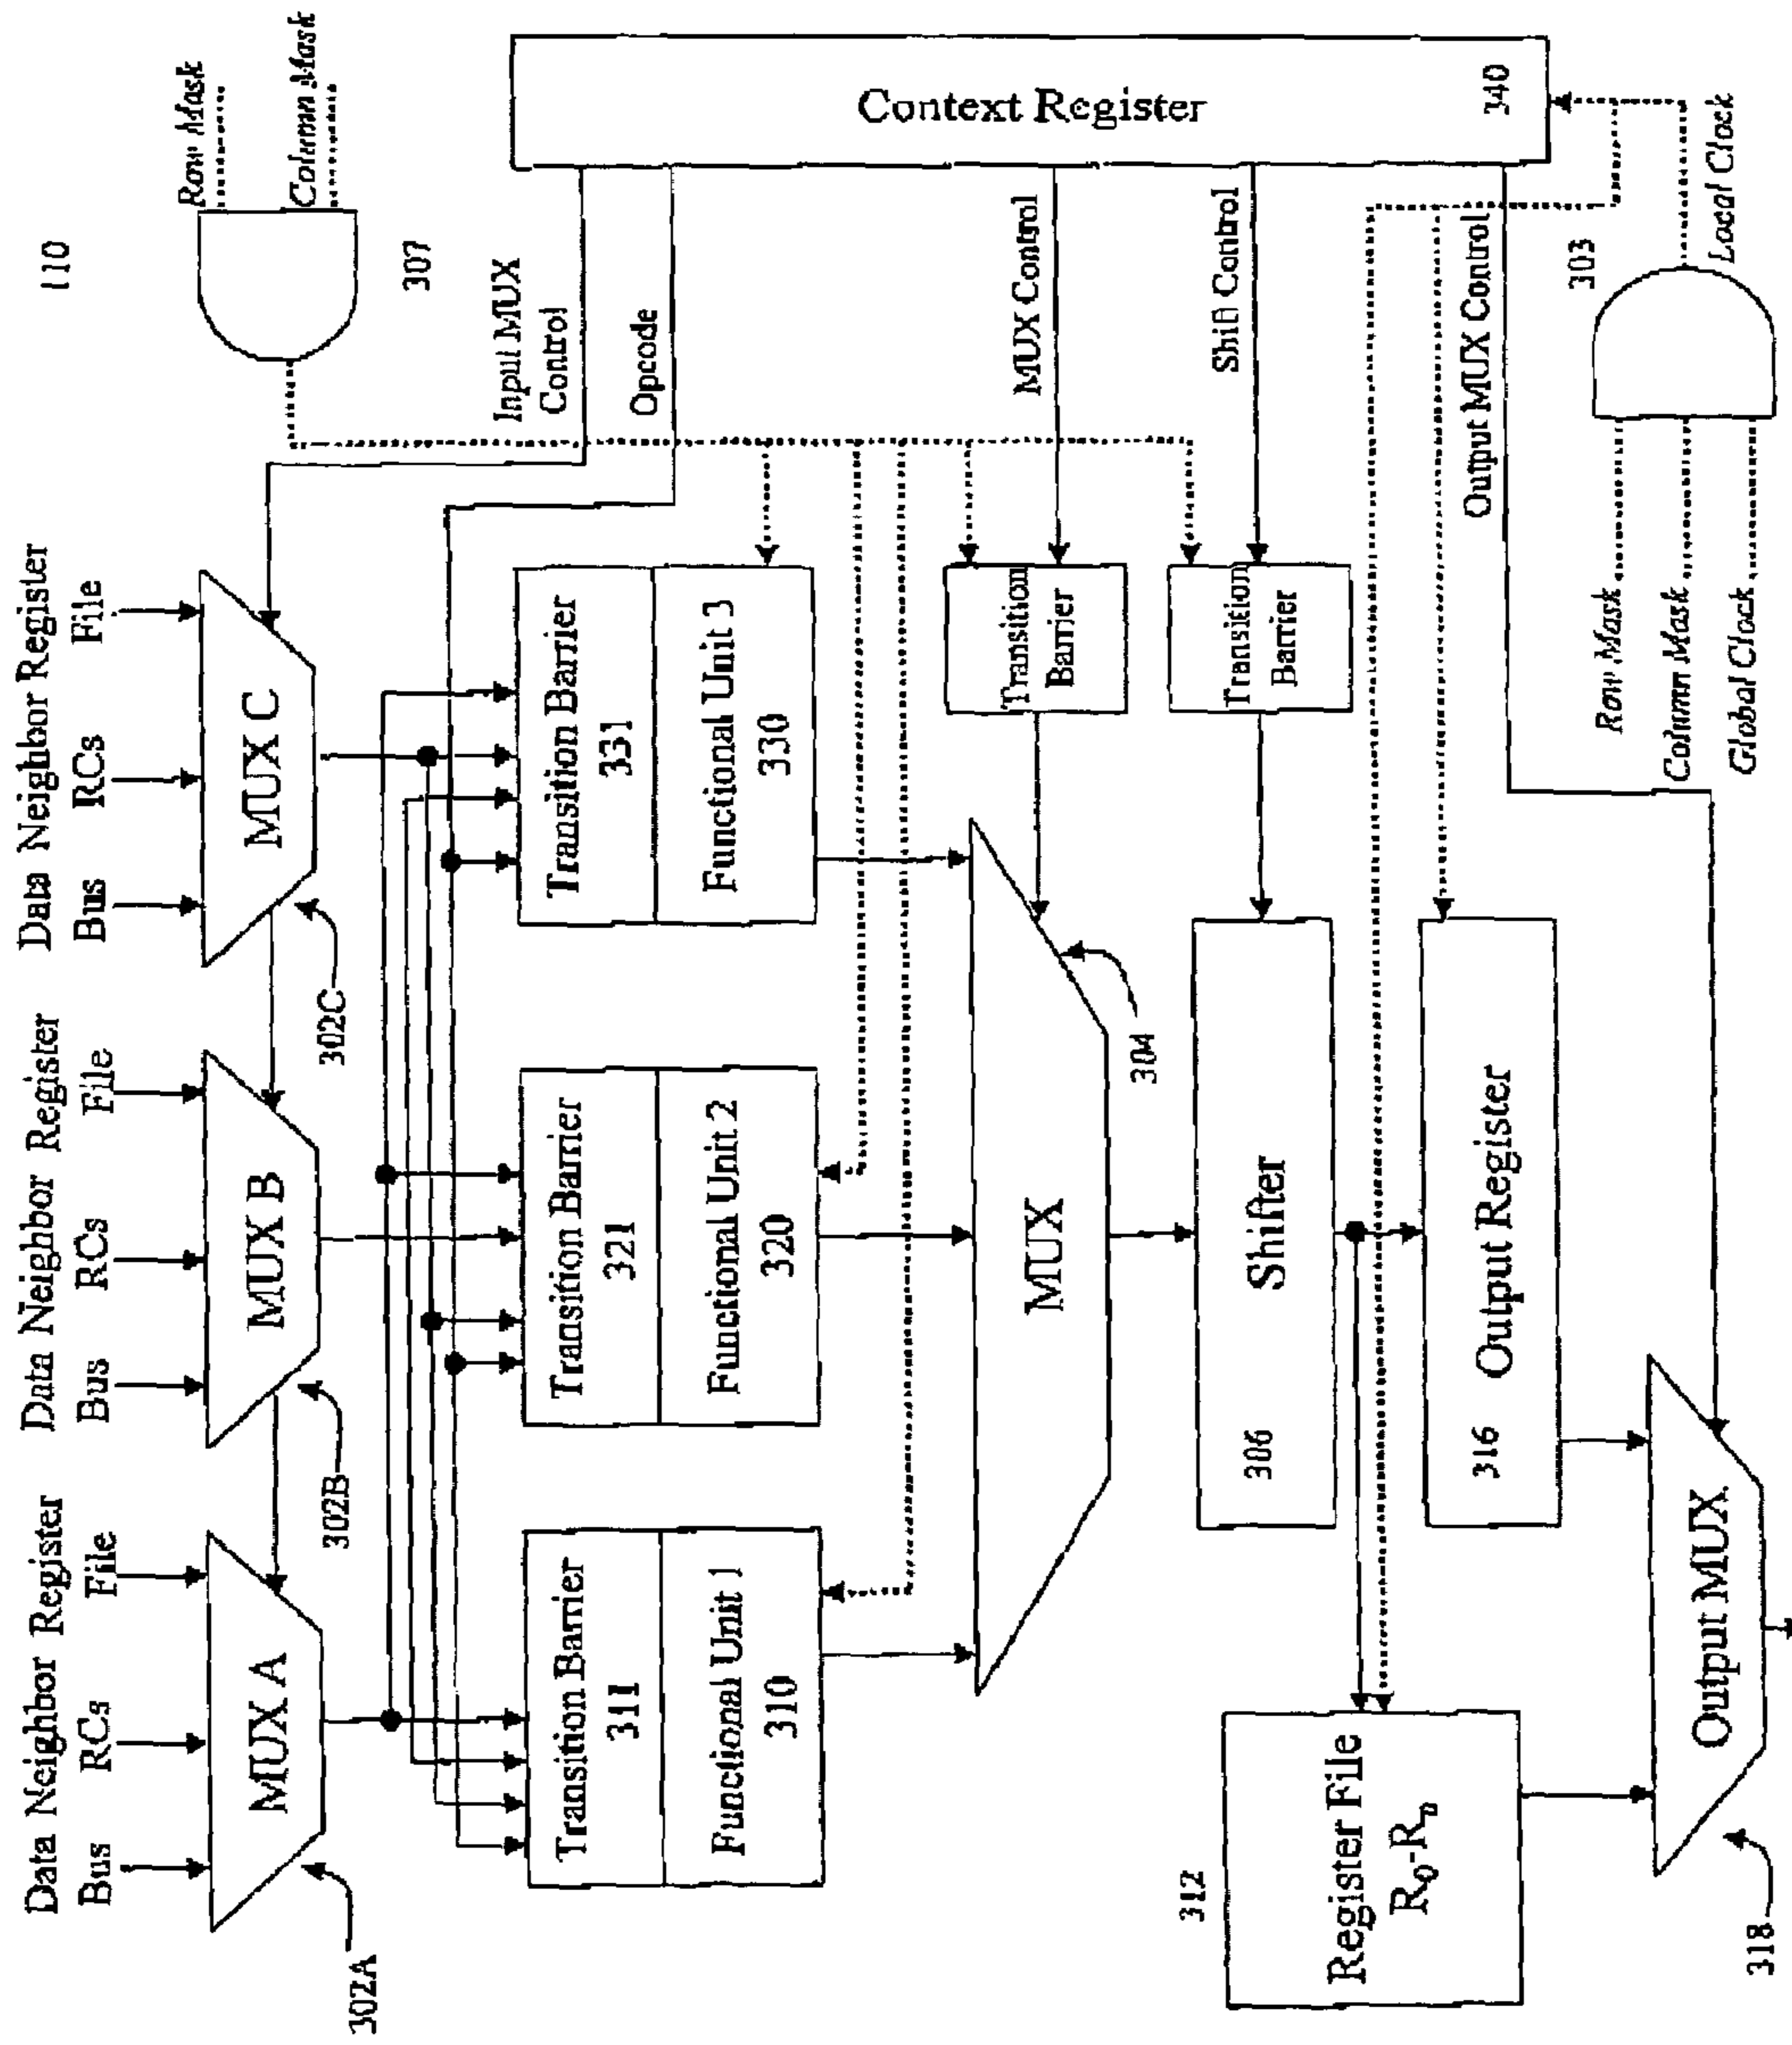 110
Row Mask
Column Mask
307
Data Neighbor Register
Bus RCs File
Data Neighbor Register
Bus RCs File
Data Neighbor Register
Bus RCs File
MUX A
MUX B
MUX C
302A
302B
302C
Input MUX
Control
Opcode
Transition Barrier
311
Functional Unit 1
310
Transition Barrier
321
Functional Unit 2
320
Transition Barrier
331
Functional Unit 3
330
Context Register
340
MUX Control
Transition
Barrier
MUX
304
Shift Control
Transition
Barrier
306
Shifter
312
Register File
R0-Rn
316
Output Register
Output MUX Control
303
Local Clock
Row Mask
Column Mask
Global Clock
Output MUX
318